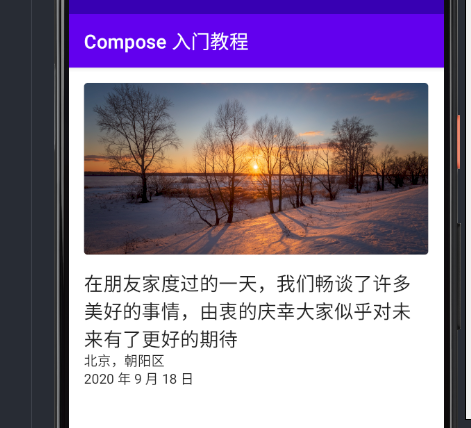 Compose 入门教程
在朋友家度过的一天，我们畅谈了许多
美好的事情，由衷的庆幸大家似乎对未
来有了更好的期待
北京，朝阳区
2020 年 9 月 18 日